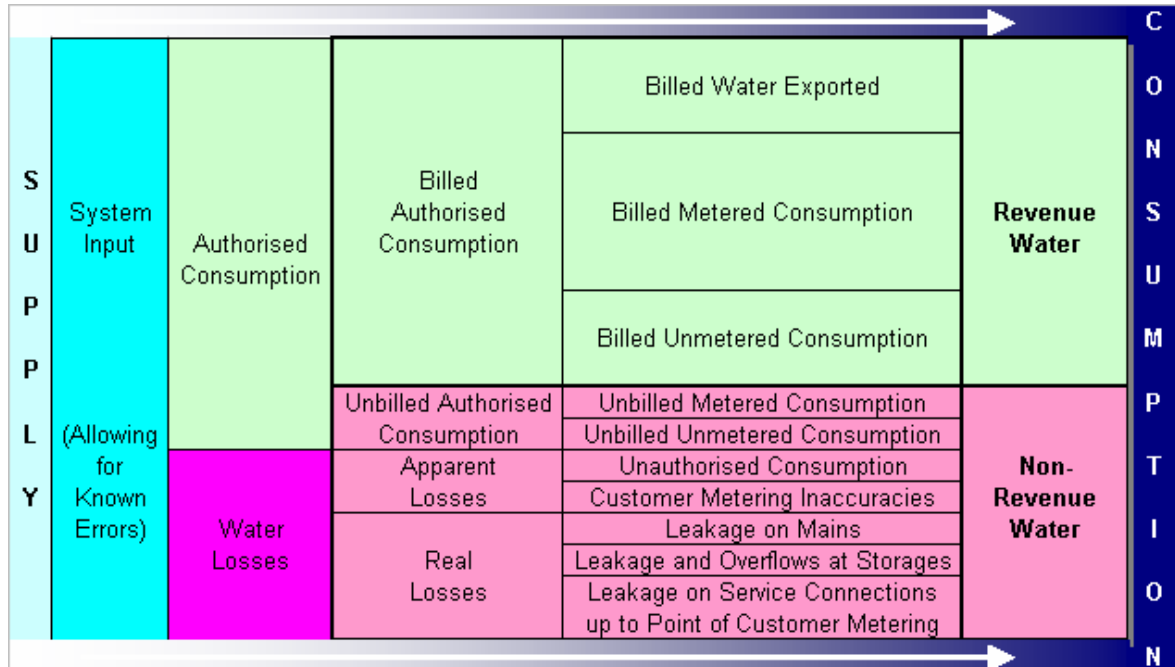 SUPPLY
System
Input
(Allowing
for
Known
Errors)
Authorised
Consumption
Water
Losses
Billed
Authorised
Consumption
Unbilled Authorised
Consumption
Apparent
Losses
Real
Losses
Billed Water Exported
Billed Metered Consumption
Billed Unmetered Consumption
Unbilled Metered Consumption
Unbilled Unmetered Consumption
Unauthorised Consumption
Customer Metering Inaccuracies
Leakage on Mains
Leakage and Overflows at Storages
Leakage on Service Connections
up to Point of Customer Metering
Revenue
Water
Non-
Revenue
Water
CONSUMPTION